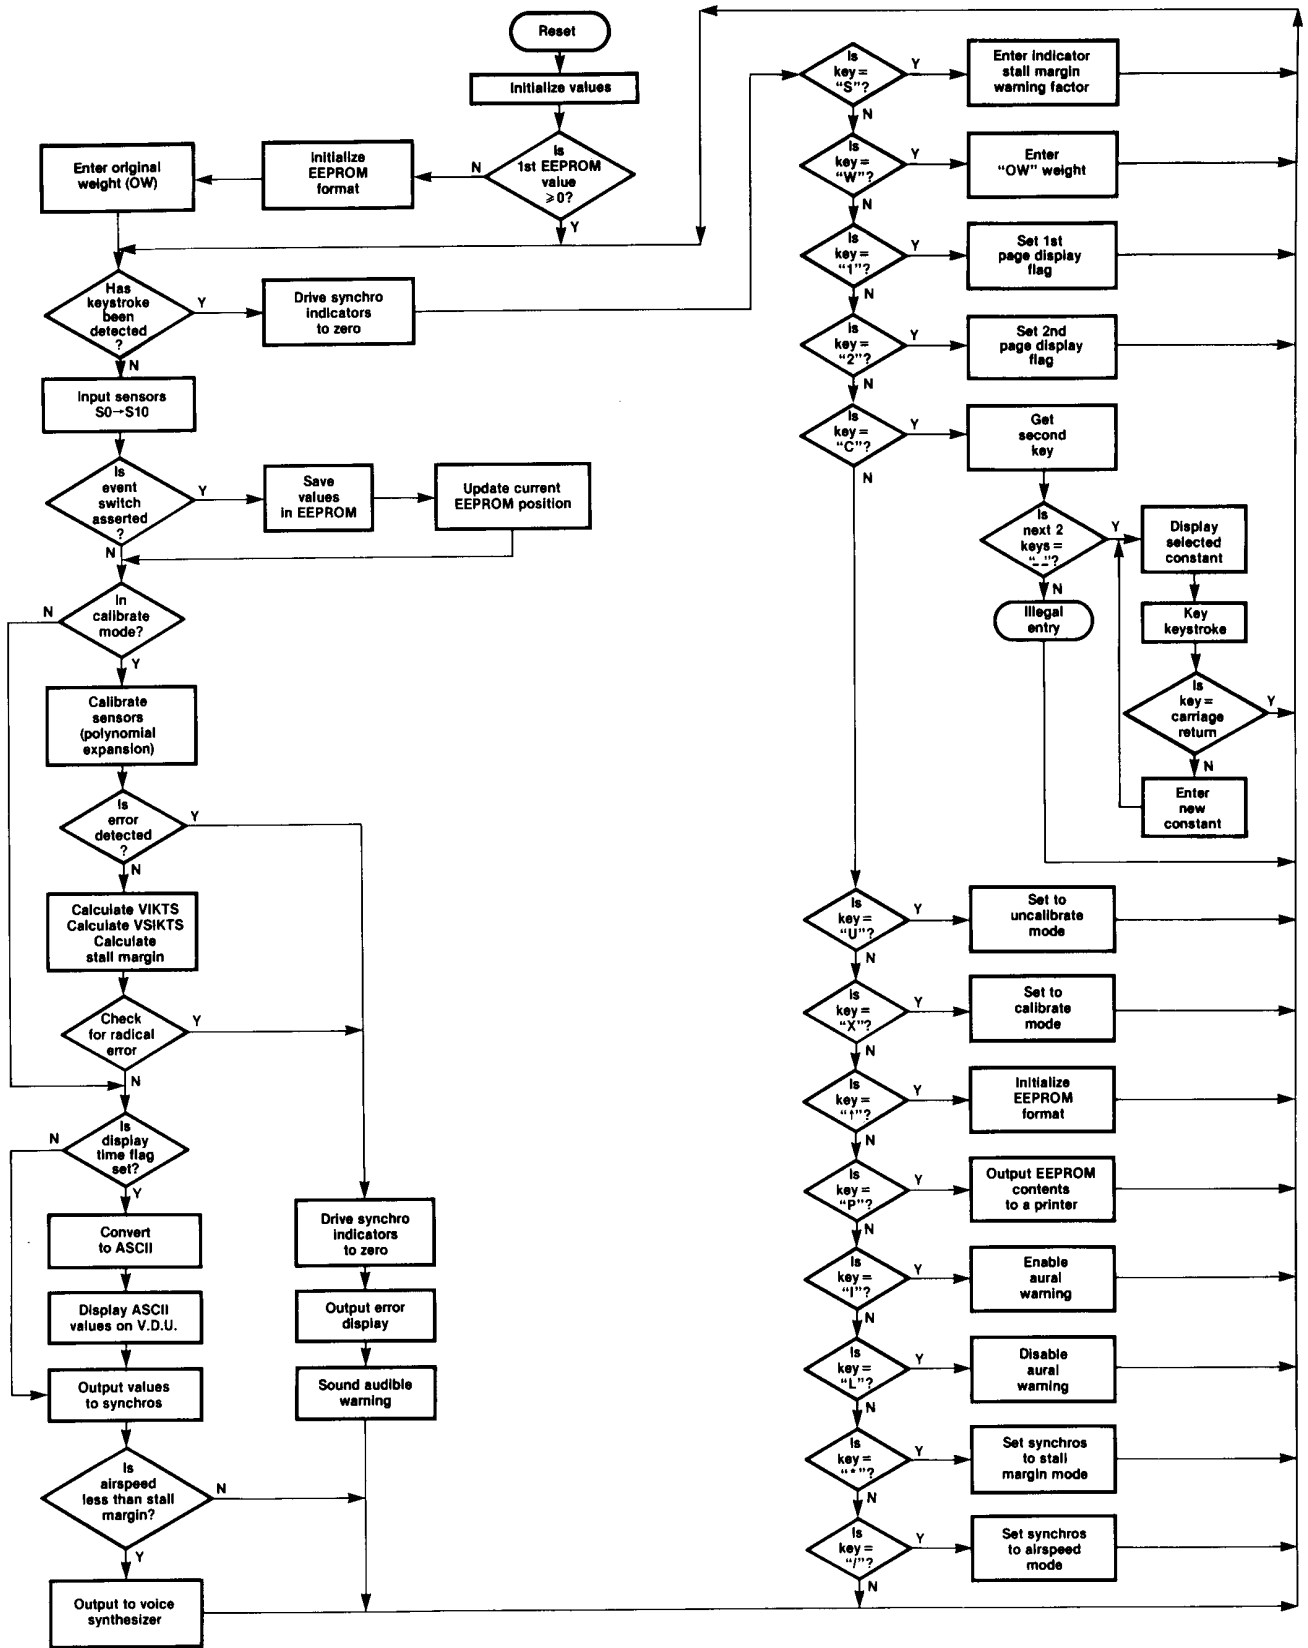 Reset
Initialize values
Is
1st EEPROM
value
⩾0?
N
Y
Initialize
EEPROM
format
Enter original
weight (OW)
Has
keystroke
been
detected
?
Y
N
Drive synchro
indicators
to zero
Input sensors
S0→S10
Is
event
switch
asserted
?
Y
N
Save
values
in EEPROM
Update current
EEPROM position
In
calibrate
mode?
N
Y
Calibrate
sensors
(polynomial
expansion)
Is
error
detected
?
Y
N
Calculate VIKTS
Calculate VSIKTS
Calculate
stall margin
Check
for radical
error
Y
N
Is
display
time flag
set?
N
Y
Convert
to ASCII
Display ASCII
values on V.D.U.
Output values
to synchros
Is
airspeed
less than stall
margin?
N
Y
Output to voice
synthesizer
Drive synchro
indicators
to zero
Output error
display
Sound audible
warning
Is
key =
“S”?
Y
N
Enter indicator
stall margin
warning factor
Is
key =
“W”?
Y
N
Enter
“OW” weight
Is
key =
“1”?
Y
N
Set 1st
page display
flag
Is
key =
“2”?
Y
N
Set 2nd
page display
flag
Is
key =
“C”?
Y
N
Get
second
key
Is
next 2
keys =
“_ _”?
Y
N
Illegal
entry
Display
selected
constant
Key
keystroke
Is
key =
carriage
return
Y
N
Enter
new
constant
Is
key =
“U”?
Y
N
Set to
uncalibrate
mode
Is
key =
“X”?
Y
N
Set to
calibrate
mode
Is
key =
“↑”?
Y
N
Initialize
EEPROM
format
Is
key =
“P”?
Y
N
Output EEPROM
contents
to a printer
Is
key =
“I”?
Y
N
Enable
aural
warning
Is
key =
“L”?
Y
N
Disable
aural
warning
Is
key =
“*”?
Y
N
Set synchros
to stall
margin mode
Is
key =
“/”?
Y
N
Set synchros
to airspeed
mode